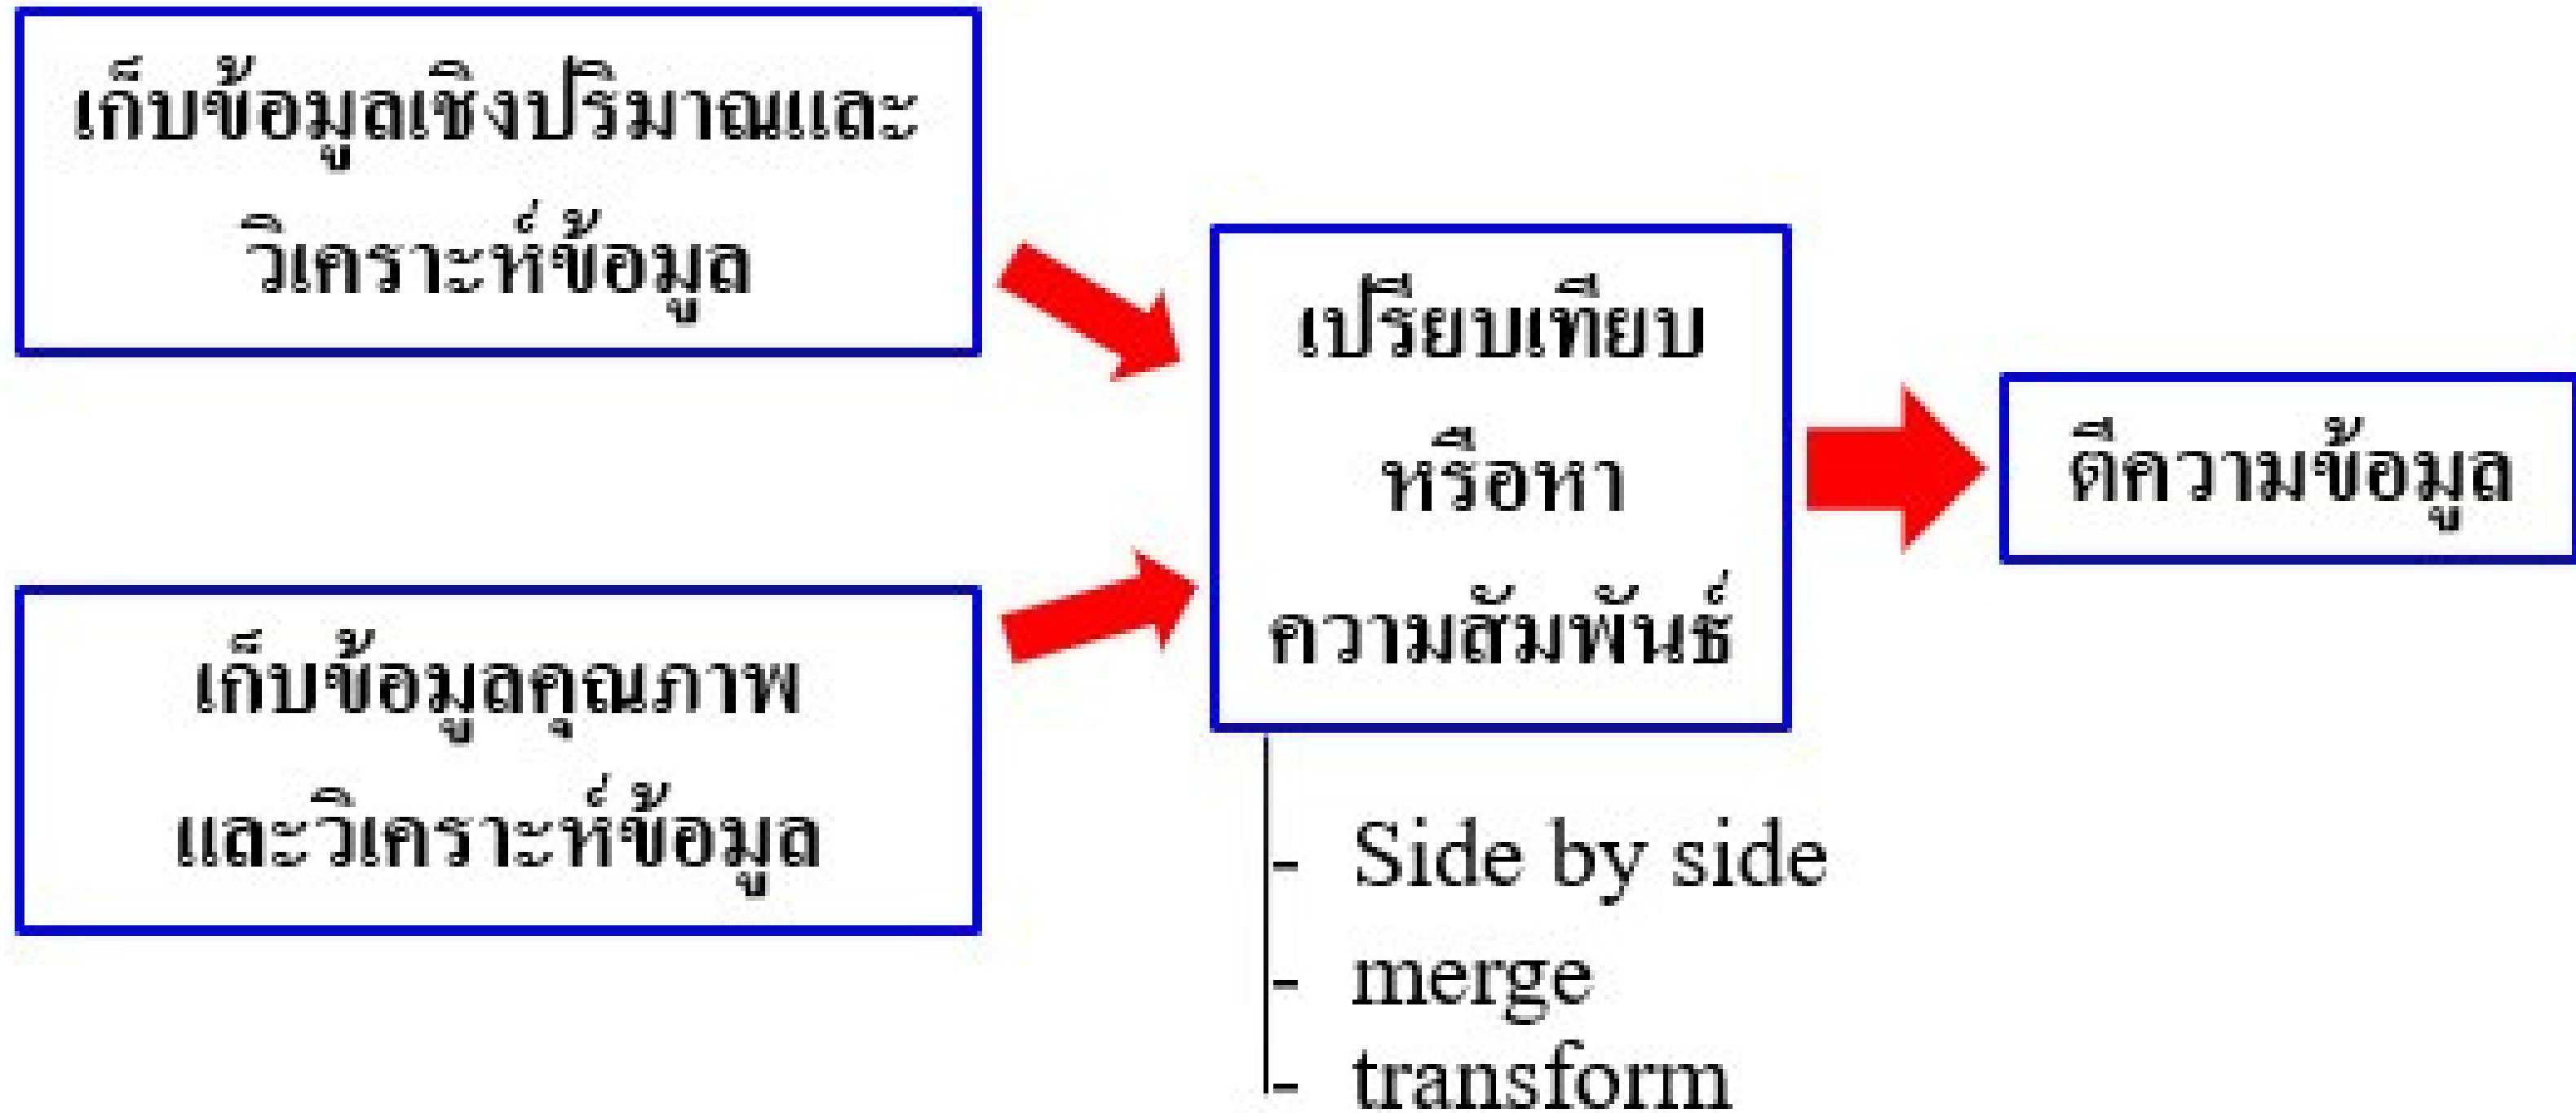 เก็บข้อมูลเชิงปริมาณและ
วิเคราะห์ข้อมูล
เก็บข้อมูลคุณภาพ
และวิเคราะห์ข้อมูล
เปรียบเทียบ
หรือหา
ความสัมพันธ์
- Side by side
- merge
- transform
ตีความข้อมูล